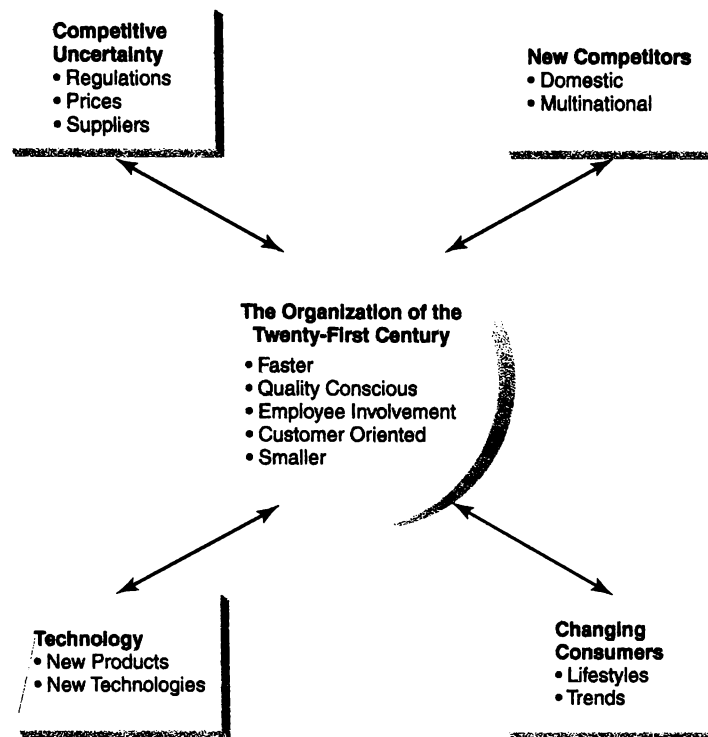 Competitive
Uncertainty
• Regulations
• Prices
• Suppliers
New Competitors
• Domestic
• Multinational
The Organization of the
Twenty-First Century
• Faster
• Quality Conscious
• Employee Involvement
• Customer Oriented
• Smaller
Technology
• New Products
• New Technologies
Changing
Consumers
• Lifestyles
• Trends